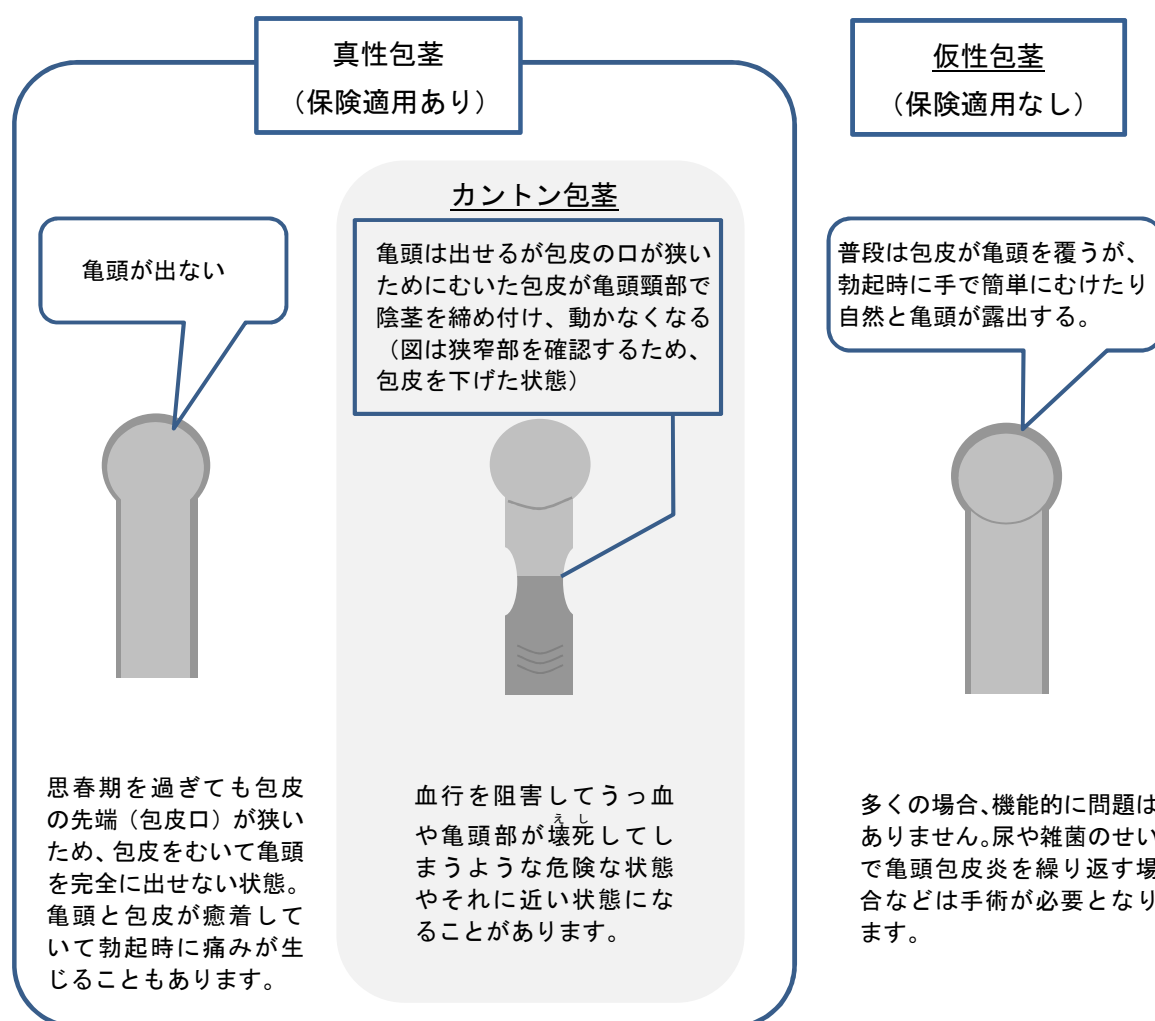 真性包茎
（保険適用あり）
亀頭が出ない
思春期を過ぎても包皮
の先端（包皮口）が狭い
ため、包皮をむいて亀頭
を完全に出せない状態。
亀頭と包皮が癒着して
いて勃起時に痛みが生
じることもあります。
カントン包茎
亀頭は出せるが包皮の口が狭い
ためにむいた包皮が亀頭頸部で
陰茎を締め付け、動かなくなる
（図は狭窄部を確認するため、
包皮を下げた状態）
血行を阻害してうっ血
えし
や亀頭部が壊死してし
まうような危険な状態
やそれに近い状態にな
ることがあります。
仮性包茎
（保険適用なし）
普段は包皮が亀頭を覆うが、
勃起時に手で簡単にむけたり
自然と亀頭が露出する。
多くの場合、機能的に問題は
ありません。尿や雑菌のせい
で亀頭包皮炎を繰り返す場
合などは手術が必要となり
ます。